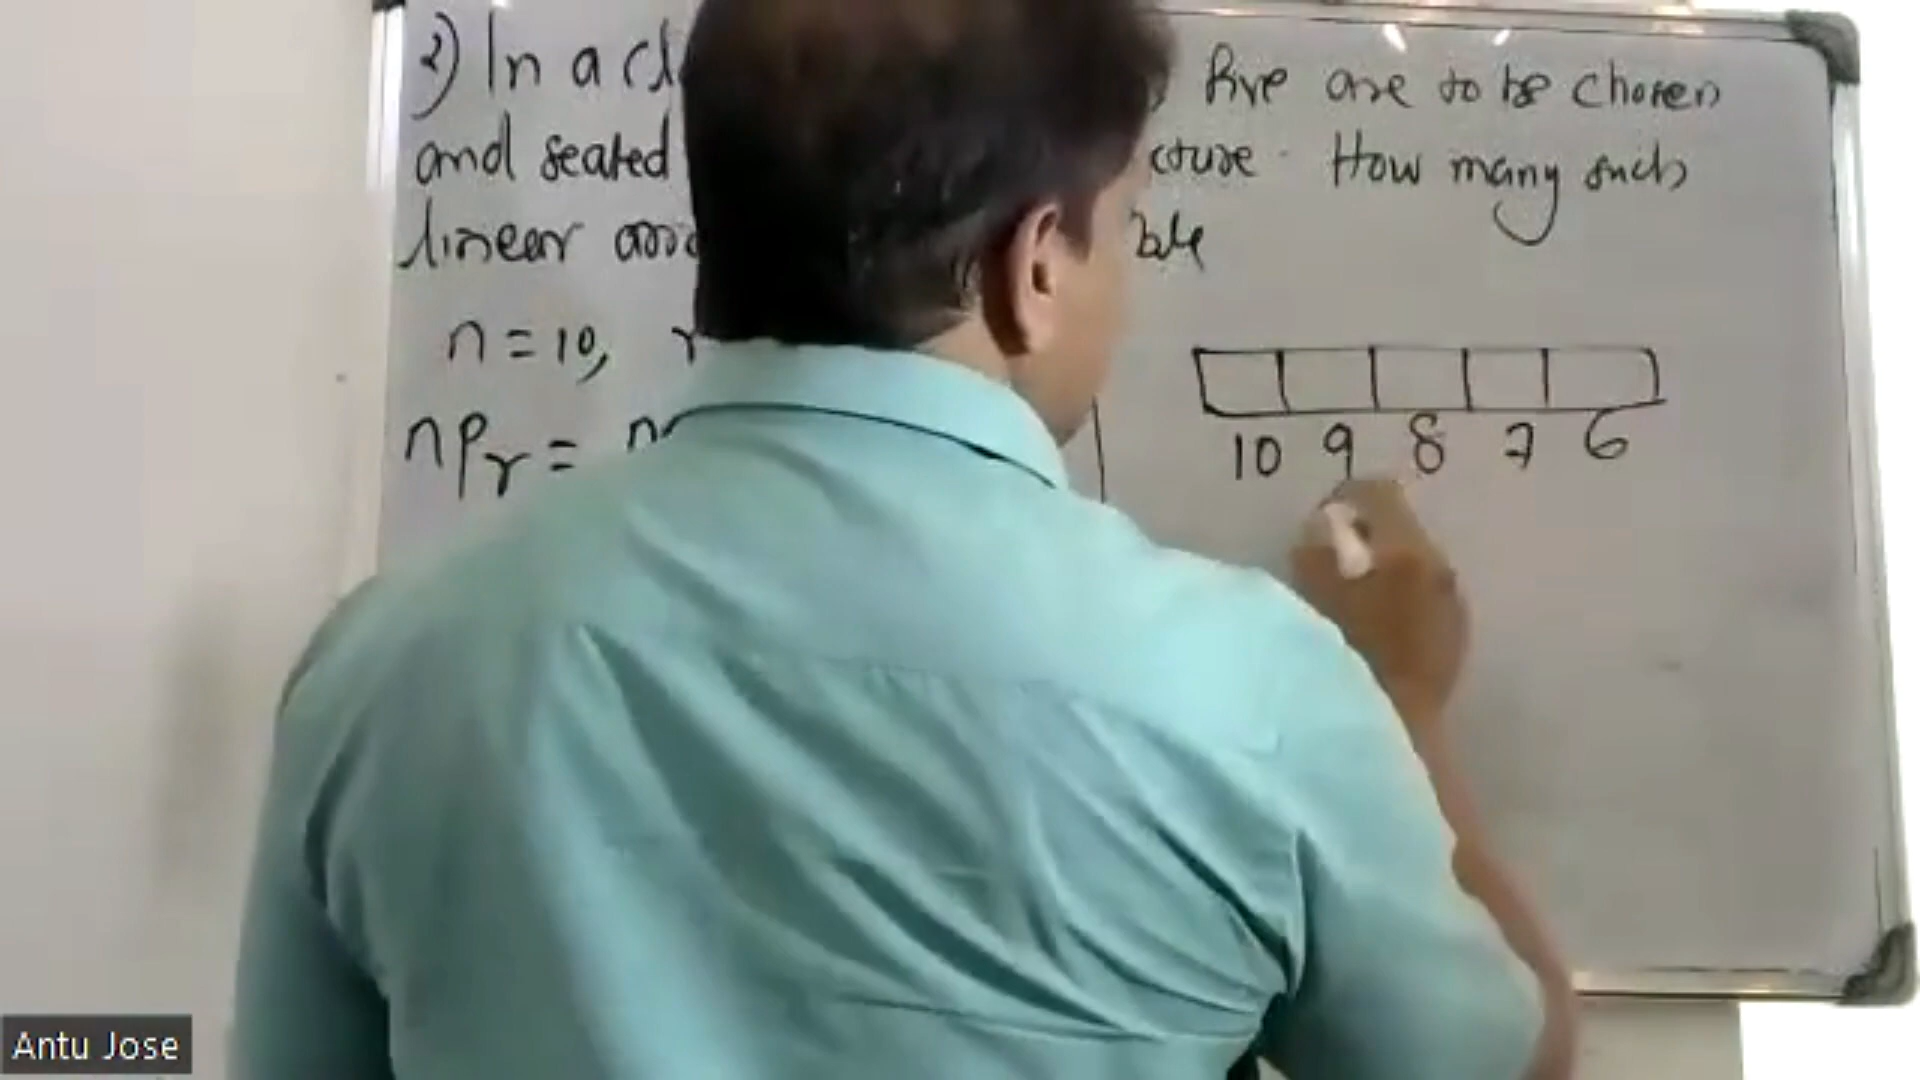 2) In a cl five are to be chosen
and seated cture. How many such
linear ble
n = 10, r
nPr = n
10 9 8 7 6
Antu Jose